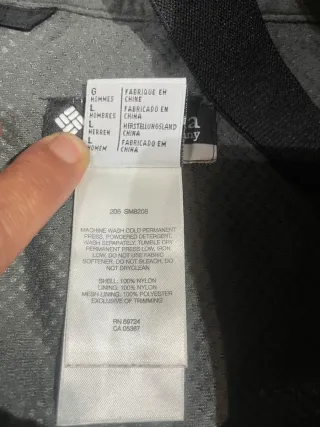 G
HOMMES
FABRIQUE EN
CHINE
L
HOMBRES
FABRICADO EN
CHINA
L
HERREN
HERSTELLUNGSLAND
CHINA
L
HOMEM
FABRICADO EM
CHINA
208 SM8208
MACHINE WASH COLD PERMANENT
PRESS, POWDERED DETERGENT,
WASH SEPARATELY, TUMBLE DRY
PERMANENT PRESS LOW, IRON
LOW, DO NOT USE FABRIC
SOFTENER, DO NOT BLEACH, DO
NOT DRYCLEAN
SHELL: 100% NYLON
LINING: 100% NYLON
MESH LINING: 100% POLYESTER
EXCLUSIVE OF TRIMMING
RN 69724
CA 05367